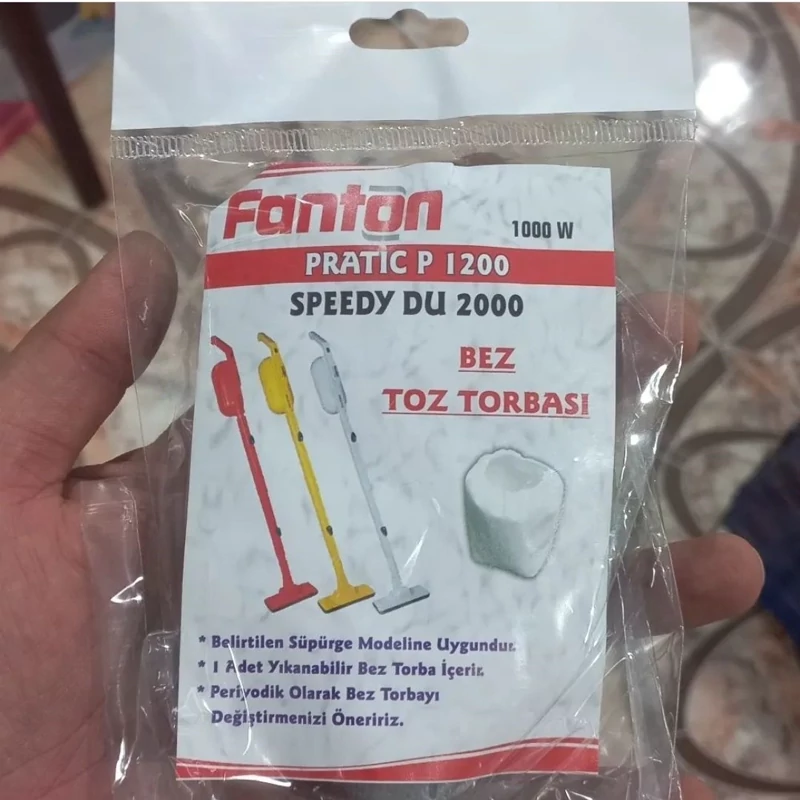 Fanton
1000 W
PRATİC P 1200
SPEEDY DU 2000
BEZ
TOZ TORBASI
* Belirtilen Süpürge Modeline Uygundur.
* 1 Adet Yıkanabilir Bez Torba İçerir.
* Periyodik Olarak Bez Torbayı
Değiştirmenizi Öneririz.